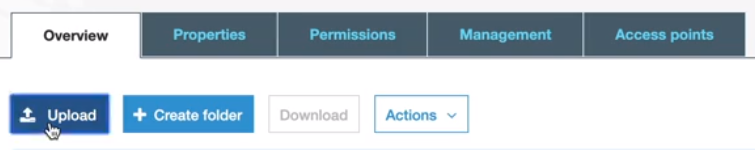 Overview Properties Permissions Management Access points
Upload Create folder Download Actions